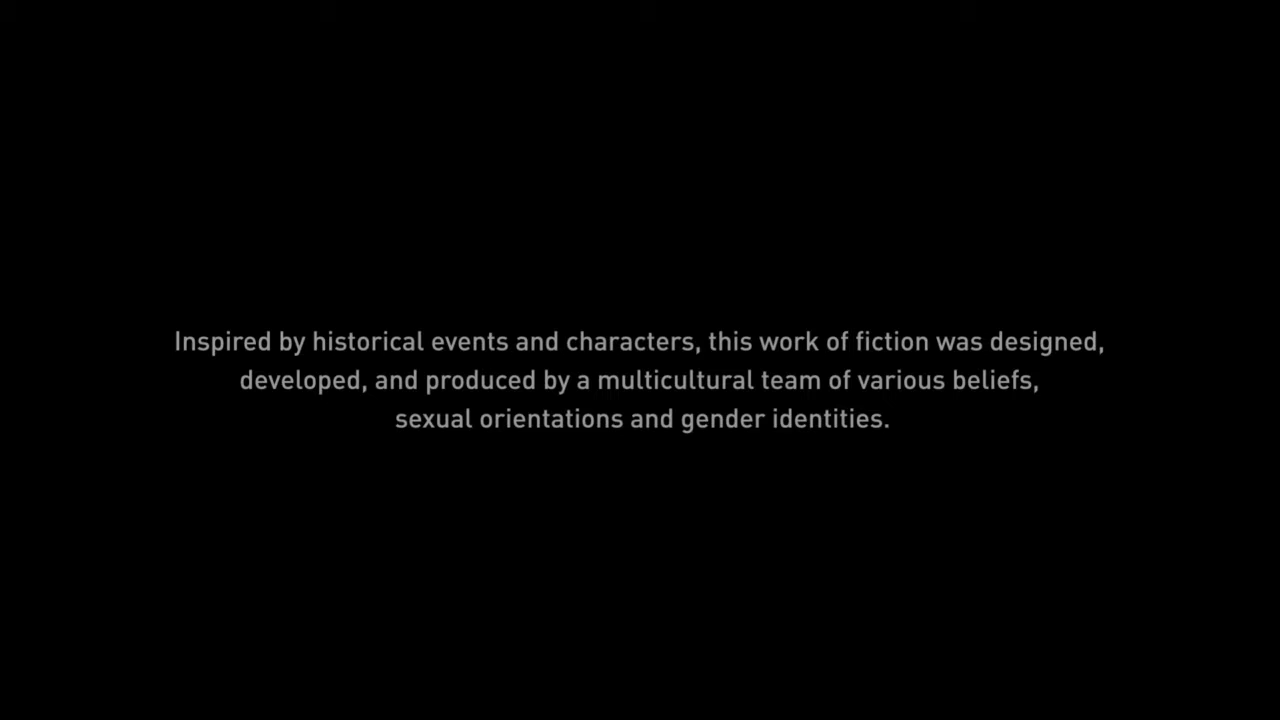 Inspired by historical events and characters, this work of fiction was designed,
developed, and produced by a multicultural team of various beliefs,
sexual orientations and gender identities.